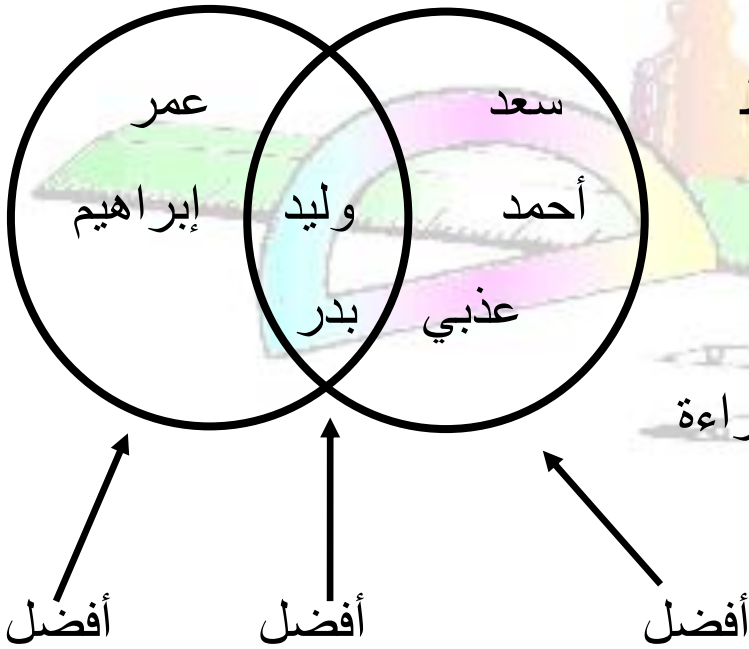 سعد عمر
أحمد وليد إبراهيم
عذبي بدر
أفضل أفضل أفضل